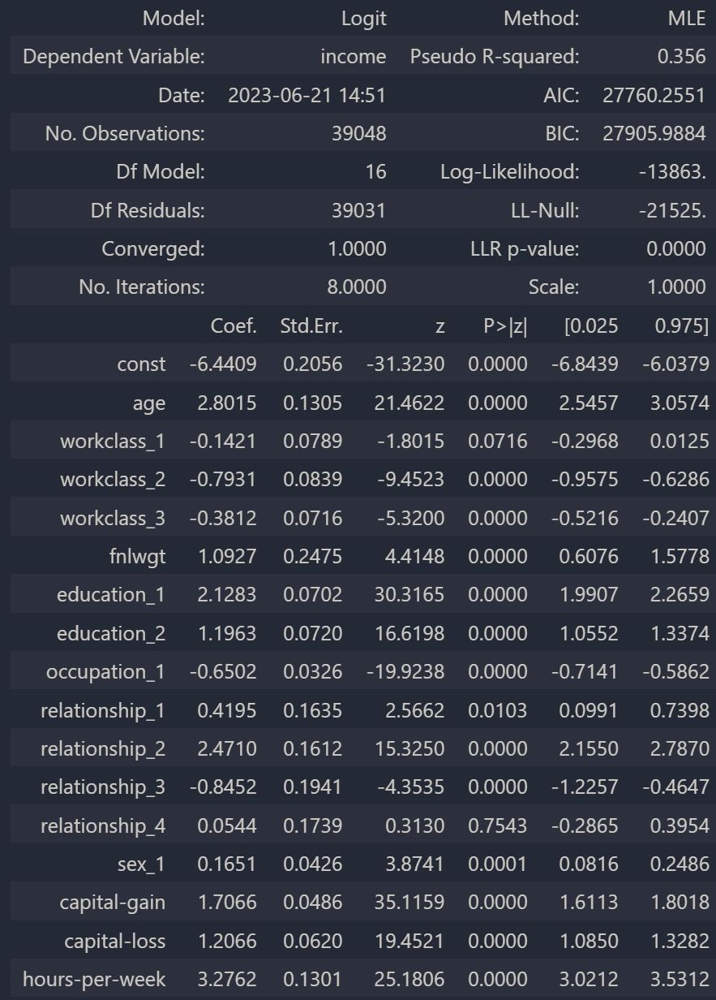 Model: Logit Method: MLE
Dependent Variable: income Pseudo R-squared: 0.356
Date: 2023-06-21 14:51 AIC: 27760.2551
No. Observations: 39048 BIC: 27905.9884
Df Model: 16 Log-Likelihood: -13863.
Df Residuals: 39031 LL-Null: -21525.
Converged: 1.0000 LLR p-value: 0.0000
No. Iterations: 8.0000 Scale: 1.0000
Coef. Std.Err. z P>|z| [0.025 0.975]
const -6.4409 0.2056 -31.3230 0.0000 -6.8439 -6.0379
age 2.8015 0.1305 21.4622 0.0000 2.5457 3.0574
workclass_1 -0.1421 0.0789 -1.8015 0.0716 -0.2968 0.0125
workclass_2 -0.7931 0.0839 -9.4523 0.0000 -0.9575 -0.6286
workclass_3 -0.3812 0.0716 -5.3200 0.0000 -0.5216 -0.2407
fnlwgt 1.0927 0.2475 4.4148 0.0000 0.6076 1.5778
education_1 2.1283 0.0702 30.3165 0.0000 1.9907 2.2659
education_2 1.1963 0.0720 16.6198 0.0000 1.0552 1.3374
occupation_1 -0.6502 0.0326 -19.9238 0.0000 -0.7141 -0.5862
relationship_1 0.4195 0.1635 2.5662 0.0103 0.0991 0.7398
relationship_2 2.4710 0.1612 15.3250 0.0000 2.1550 2.7870
relationship_3 -0.8452 0.1941 -4.3535 0.0000 -1.2257 -0.4647
relationship_4 0.0544 0.1739 0.3130 0.7543 -0.2865 0.3954
sex_1 0.1651 0.0426 3.8741 0.0001 0.0816 0.2486
capital-gain 1.7066 0.0486 35.1159 0.0000 1.6113 1.8018
capital-loss 1.2066 0.0620 19.4521 0.0000 1.0850 1.3282
hours-per-week 3.2762 0.1301 25.1806 0.0000 3.0212 3.5312